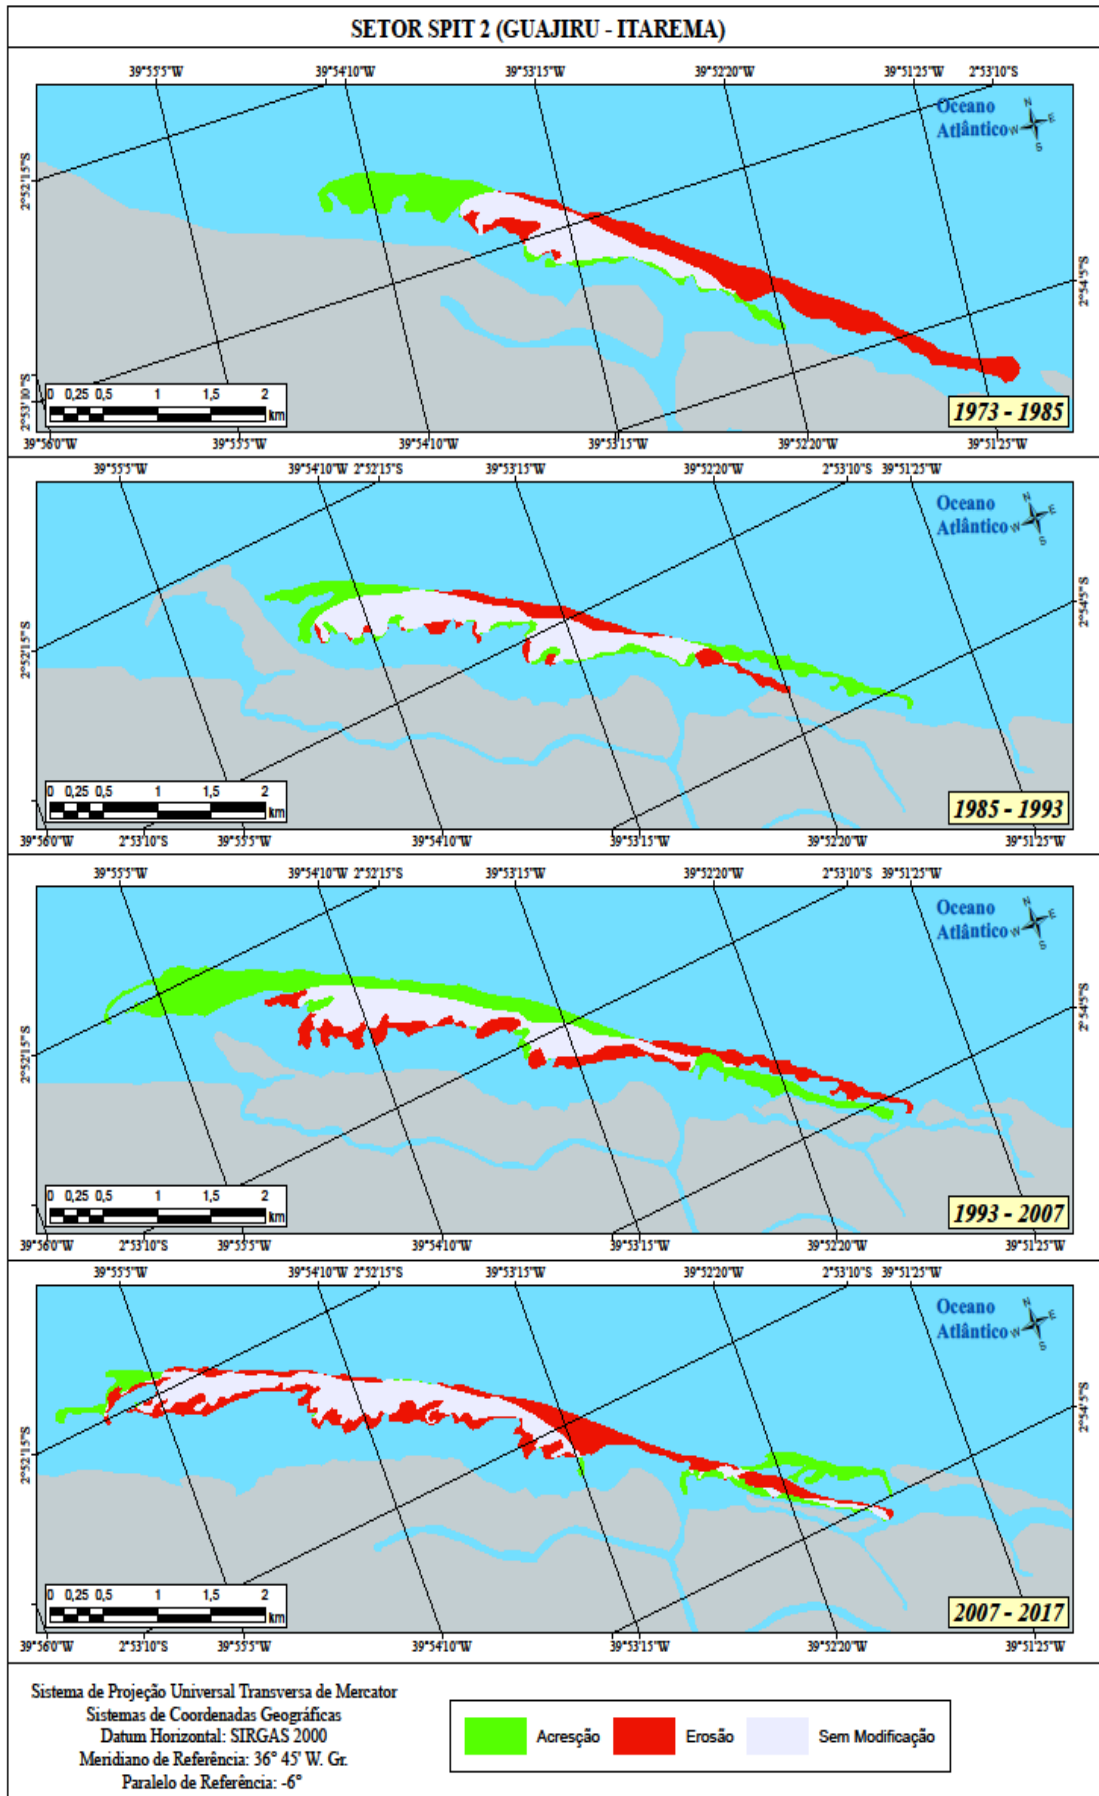 SETOR SPIT 2 (GUAJIRU - ITAREMA)
39°55'5"W 39°54'10"W 39°53'15"W 39°52'20"W 39°51'25"W 2°53'10"S
Oceano
Atlântico
N
W E
S
2°52'15"S
2°54'5"S
2°53'10"S
0 0,25 0,5 1 1,5 2
km
1973 - 1985
39°56'0"W 39°55'5"W 39°54'10"W 39°53'15"W 39°52'20"W 39°51'25"W
39°55'5"W 39°54'10"W 2°52'15"S 39°53'15"W 39°52'20"W 2°53'10"S 39°51'25"W
Oceano
Atlântico
N
W E
S
2°52'15"S
2°54'5"S
0 0,25 0,5 1 1,5 2
km
1985 - 1993
39°56'0"W 2°53'10"S 39°55'5"W 39°54'10"W 39°53'15"W 39°52'20"W 39°51'25"W
39°55'5"W 39°54'10"W 2°52'15"S 39°53'15"W 39°52'20"W 2°53'10"S 39°51'25"W
Oceano
Atlântico
N
W E
S
2°52'15"S
2°54'5"S
0 0,25 0,5 1 1,5 2
km
1993 - 2007
39°56'0"W 2°53'10"S 39°55'5"W 39°54'10"W 39°53'15"W 39°52'20"W 39°51'25"W
39°55'5"W 39°54'10"W 2°52'15"S 39°53'15"W 39°52'20"W 2°53'10"S 39°51'25"W
Oceano
Atlântico
N
W E
S
2°52'15"S
2°54'5"S
0 0,25 0,5 1 1,5 2
km
2007 - 2017
39°56'0"W 2°53'10"S 39°55'5"W 39°54'10"W 39°53'15"W 39°52'20"W 39°51'25"W
Sistema de Projeção Universal Transversa de Mercator
Sistemas de Coordenadas Geográficas
Datum Horizontal: SIRGAS 2000
Meridiano de Referência: 36° 45' W. Gr.
Paralelo de Referência: -6°
Acresção Erosão Sem Modificação